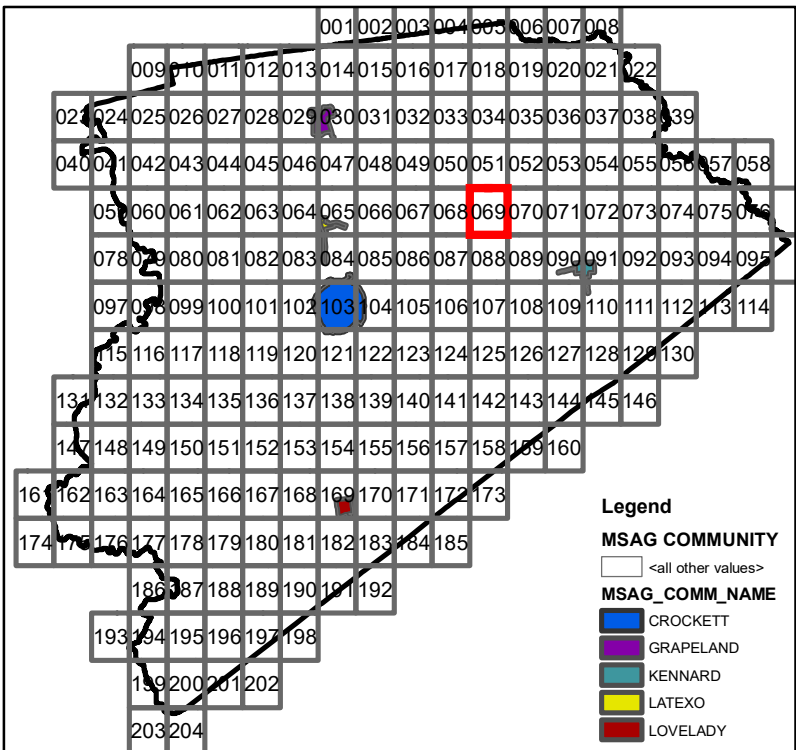 001 002 003 004 005 006 007 008
009 010 011 012 013 014 015 016 017 018 019 020 021 022
023 024 025 026 027 028 029 030 031 032 033 034 035 036 037 038 039
040 041 042 043 044 045 046 047 048 049 050 051 052 053 054 055 056 057 058
059 060 061 062 063 064 065 066 067 068 069 070 071 072 073 074 075 076
078 079 080 081 082 083 084 085 086 087 088 089 090 091 092 093 094 095
097 098 099 100 101 102 103 104 105 106 107 108 109 110 111 112 113 114
115 116 117 118 119 120 121 122 123 124 125 126 127 128 129 130
131 132 133 134 135 136 137 138 139 140 141 142 143 144 145 146
147 148 149 150 151 152 153 154 155 156 157 158 159 160
161 162 163 164 165 166 167 168 169 170 171 172 173
174 175 176 177 178 179 180 181 182 183 184 185
186 187 188 189 190 191 192
193 194 195 196 197 198
199 200 201 202
203 204
Legend
MSAG COMMUNITY
<all other values>
MSAG_COMM_NAME
CROCKETT
GRAPELAND
KENNARD
LATEXO
LOVELADY